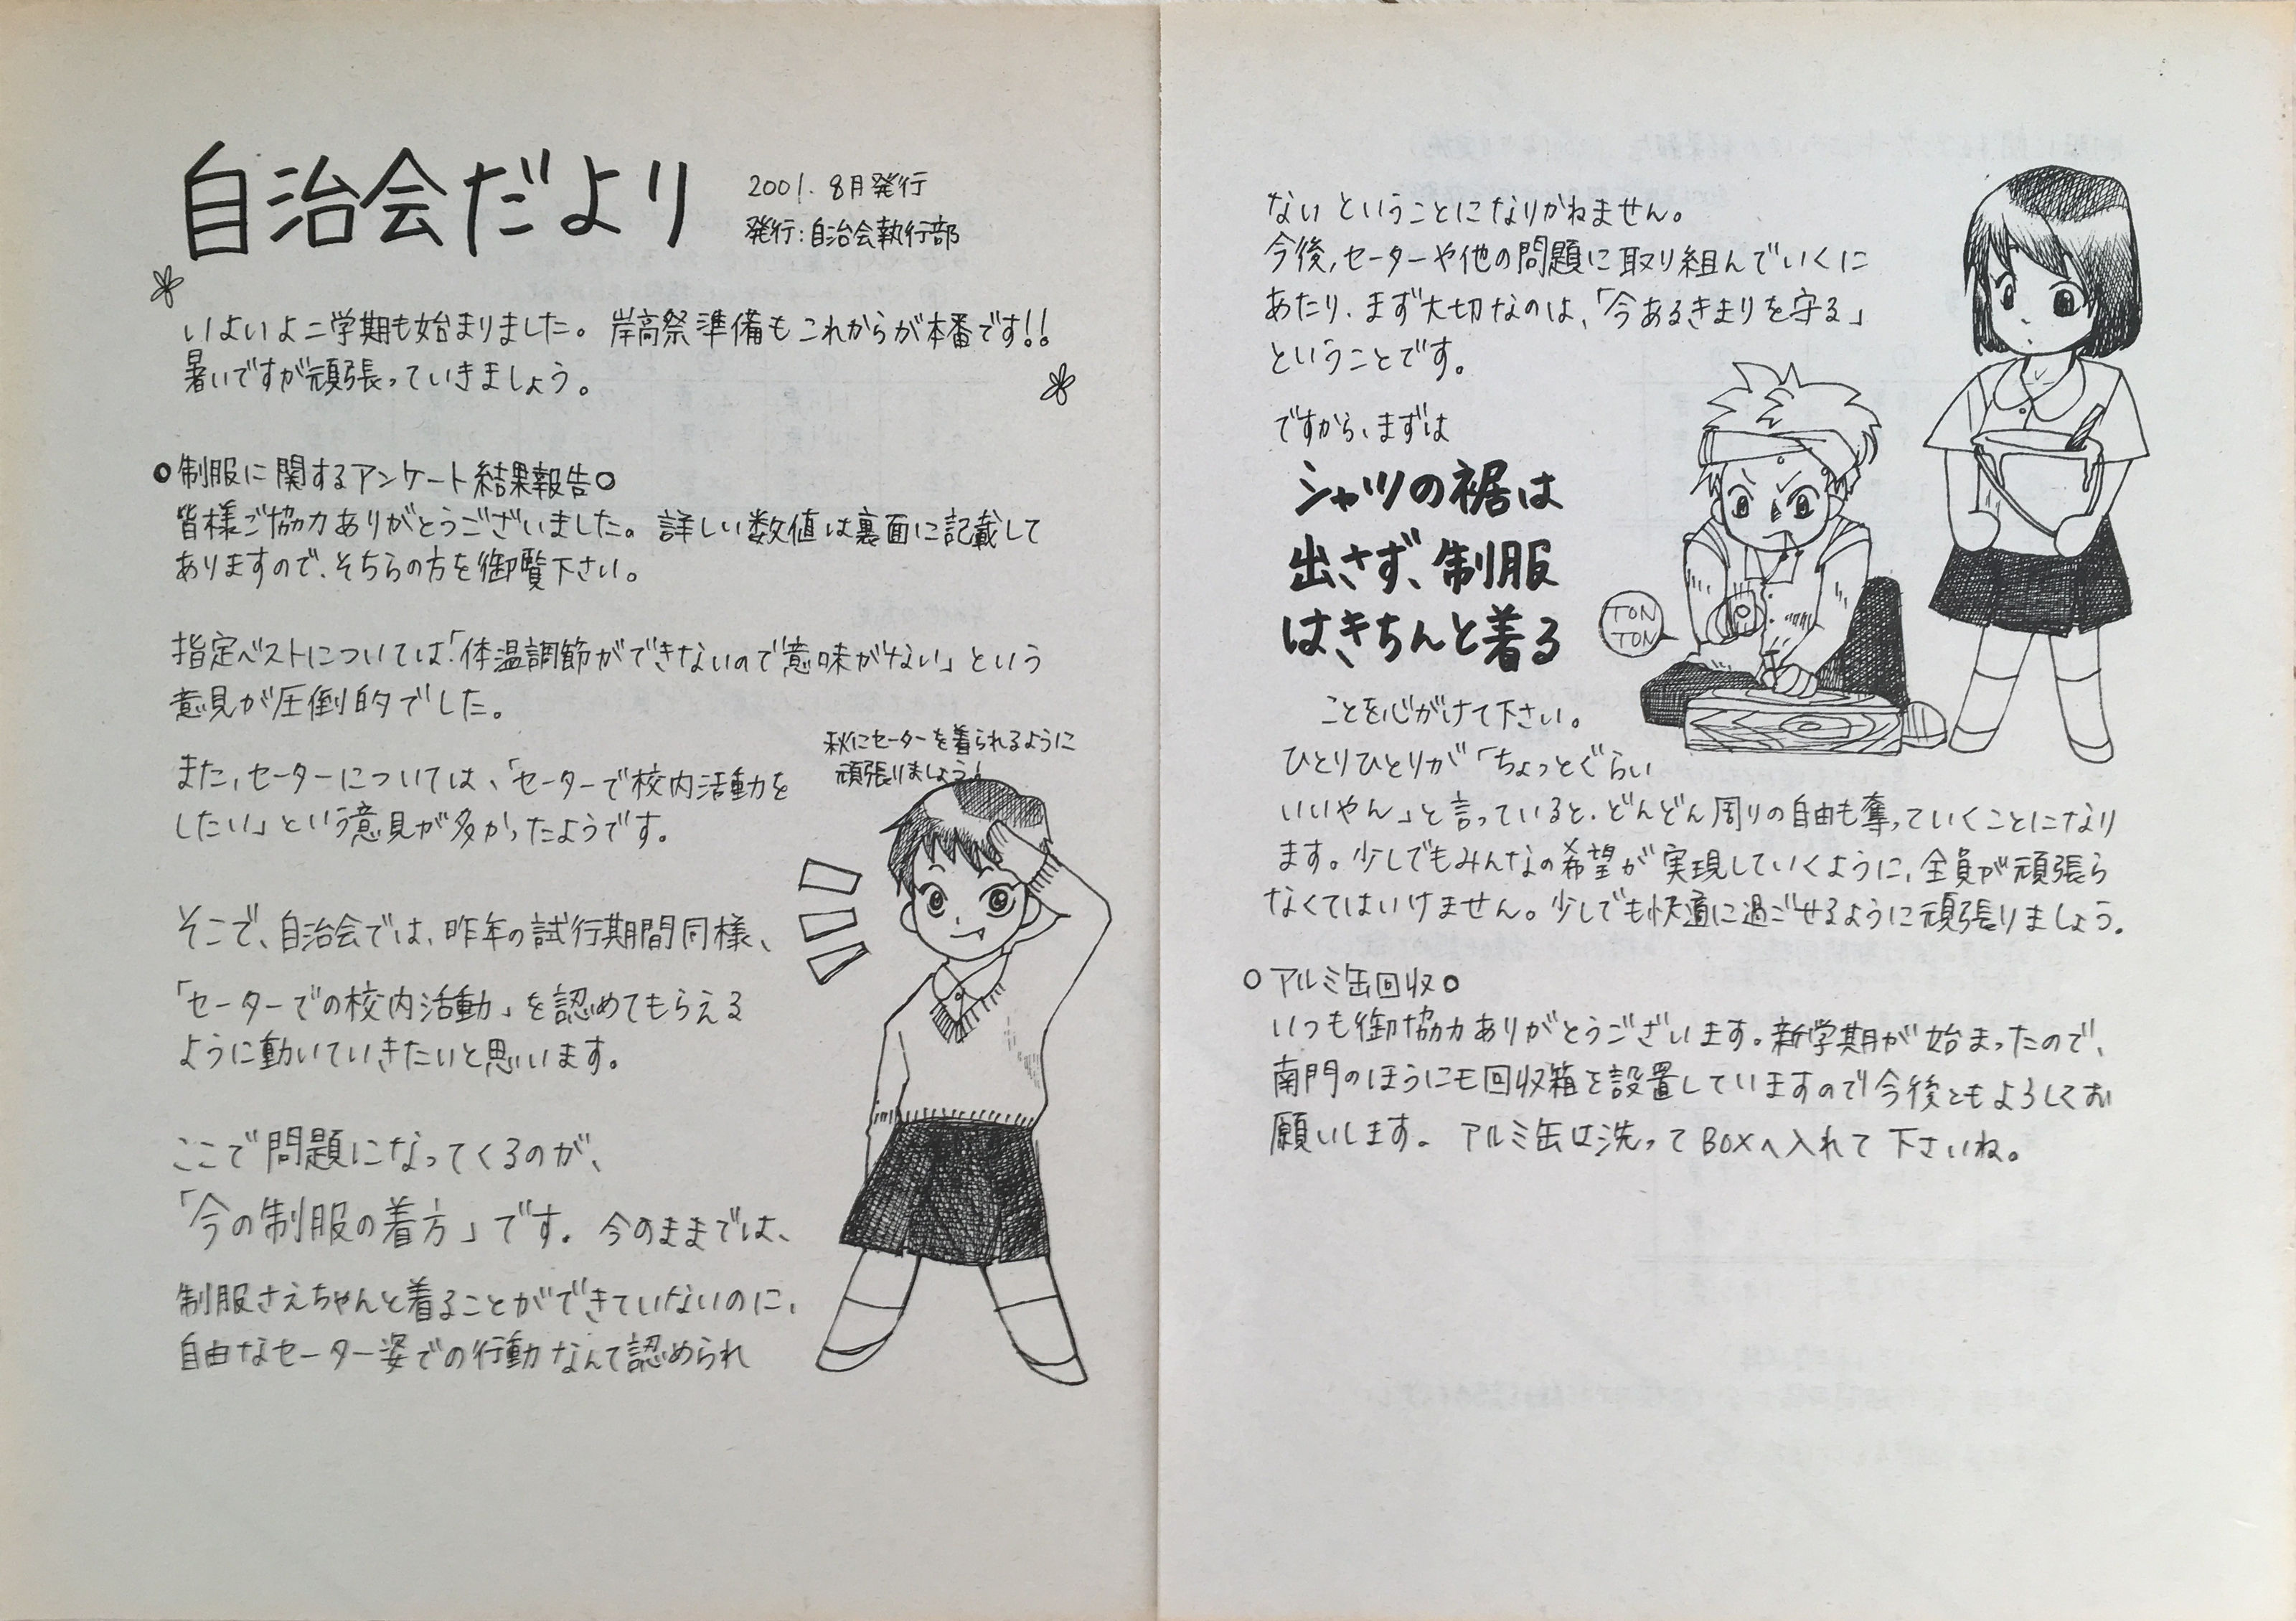 自治会だより
2001. 8月発行
発行:自治会執行部
いよいよ二学期も始まりました。岸高祭準備もこれからが本番です!!
暑いですが頑張っていきましょう。
○制服に関するアンケート結果報告○
皆様ご協力ありがとうございました。詳しい数値は裏面に記載して
ありますので、そちらの方を御覧下さい。
指定ベストについては「体温調節ができないので意味がない」という
意見が圧倒的でした。
また、セーターについては、「セーターで校内活動を
したい」という意見が多かったようです。
秋にセーターを着られるように
頑張りましょう!
そこで、自治会では、昨年の試行期間同様、
「セーターでの校内活動」を認めてもらえる
ように動いていきたいと思います。
ここで問題になってくるのが、
「今の制服の着方」です。今のままでは、
制服さえちゃんと着ることができていないのに、
自由なセーター姿での行動なんて認められ
ないということになりかねません。
今後、セーターや他の問題に取り組んでいくに
あたり、まず大切なのは、「今あるきまりを守る」
ということです。
ですから、まずは
シャツの裾は
出さず、制服
はきちんと着る
TON
TON
ことを心がけて下さい。
ひとりひとりが「ちょっとぐらい
いいやん」と言っていると、どんどん周りの自由も奪っていくことになり
ます。少しでもみんなの希望が実現していくように、全員が頑張ら
なくてはいけません。少しでも快適に過ごせるように頑張りましょう。
○アルミ缶回収○
いつも御協力ありがとうございます。新学期が始まったので、
南門のほうにも回収箱を設置していますので今後ともよろしくお
願いします。アルミ缶は洗ってBOXへ入れて下さいね。